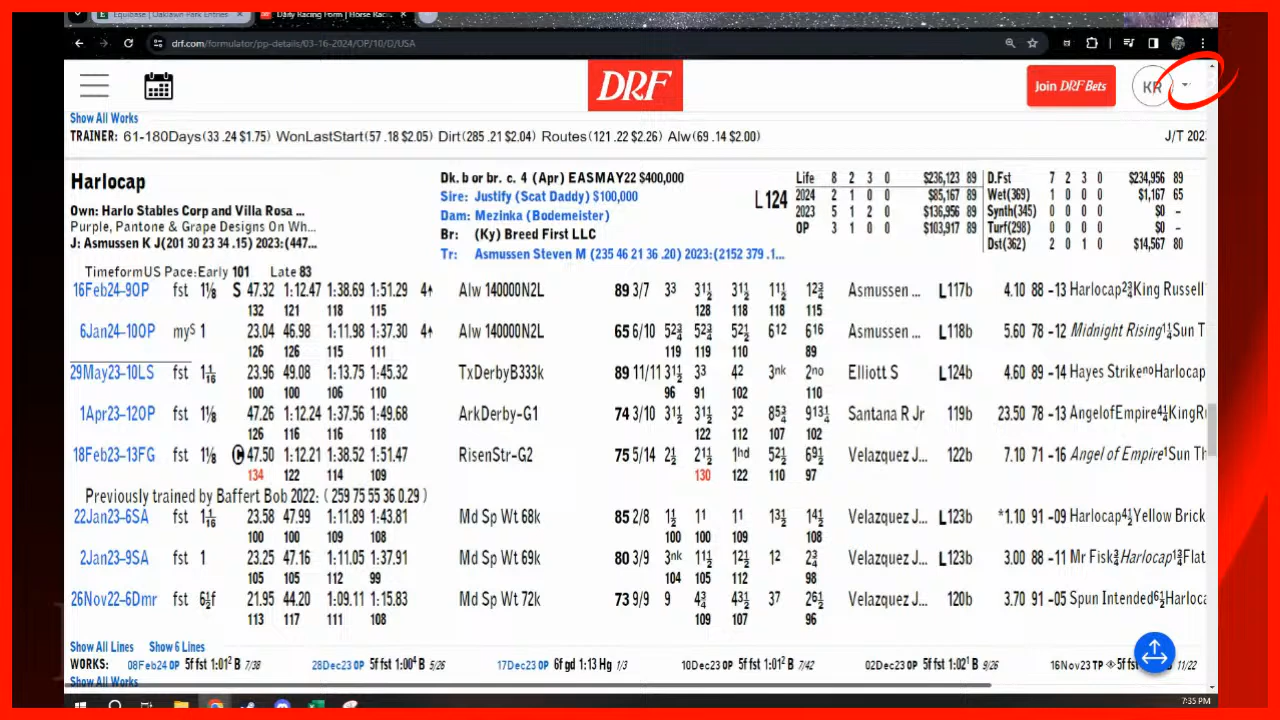 Equibase | Oaklawn Park Entries
Daily Racing Form | Horse Rac...
drf.com/formulator/pp-details/03-16-2024/OP/10/D/USA
DRF
Join DRF Bets
KR
Show All Works
TRAINER: 61-180Days(33 .24 $1.75) WonLastStart(57 .18 $2.05) Dirt(285 .21 $2.04) Routes(121 .22 $2.26) Alw(69 .14 $2.00) J/T 202
Harlocap
Own: Harlo Stables Corp and Villa Rosa ...
Purple, Pantone & Grape Designs On Wh...
J: Asmussen K J(201 30 23 34 .15) 2023:(447...
Dk. b or br. c. 4 (Apr) EASMAY22 $400,000
Sire: Justify (Scat Daddy) $100,000
Dam: Mezinka (Bodemeister)
Br: (Ky) Breed First LLC
Tr: Asmussen Steven M (235 46 21 36 .20) 2023:(2152 379 .1...
L124
Life 8 2 3 0 $236,123 89 D.Fst 7 2 3 0 $234,956 89
2024 2 1 0 0 $85,167 89 Wet(369) 1 0 0 0 $1,167 65
2023 5 1 2 0 $136,956 89 Synth(345) 0 0 0 0 $0 -
OP 3 1 0 0 $103,917 89 Turf(298) 0 0 0 0 $0 -
Dst(362) 2 0 1 0 $14,567 80
TimeformUS Pace:Early 101 Late 83
16Feb24-9OP fst 1⅛ S 47.32 1:12.47 1:38.69 1:51.29 4↑ Alw 140000N2L 89 3/7 3³ 31½ 31½ 11½ 12¾ Asmussen ... L117b 4.10 88 -13 Harlocap2¾King Russell
132 121 118 115 128 118 118 115
6Jan24-10OP myS 1 23.04 46.98 1:11.98 1:37.30 4↑ Alw 140000N2L 65 6/10 52¾ 52¾ 52½ 6¹² 6¹⁶ Asmussen ... L118b 5.60 78 -12 Midnight Rising1¼Sun T
126 126 115 111 119 119 110 89
29May23-10LS fst 1 1/16 23.96 49.08 1:13.75 1:45.32 TxDerbyB333k 89 11/11 31½ 3³ 4² 3nk 2no Elliott S L124b 4.60 89 -14 Hayes StrikenoHarlocap
100 100 106 110 96 91 102 110
1Apr23-12OP fst 1⅛ 47.26 1:12.24 1:37.56 1:49.68 ArkDerby-G1 74 3/10 31½ 31½ 3² 85¾ 913¼ Santana R Jr 119b 23.50 78 -13 AngelofEmpire4¼KingRu
126 116 116 118 122 112 107 102
18Feb23-13FG fst 1⅛ Ⓒ 47.50 1:12.21 1:38.52 1:51.47 RisenStr-G2 75 5/14 2½ 21½ 1hd 52½ 69½ Velazquez J... 122b 7.10 71 -16 Angel of Empire1Sun Th
134 122 114 109 130 122 110 97
Previously trained by Baffert Bob 2022: ( 259 75 55 36 0.29 )
22Jan23-6SA fst 1 1/16 23.58 47.99 1:11.89 1:43.81 Md Sp Wt 68k 85 2/8 1½ 1¹ 1¹ 13½ 14½ Velazquez J... L123b *1.10 91 -09 Harlocap4½Yellow Brick
100 100 109 108 100 100 109 108
2Jan23-9SA fst 1 23.25 47.16 1:11.05 1:37.91 Md Sp Wt 69k 80 3/9 3nk 11½ 12½ 1² 2¾ Velazquez J... L123b 3.00 88 -11 Mr Fisk¾Harlocap1¾Flat
105 105 112 99 104 105 112 98
26Nov22-6Dmr fst 6½f 21.95 44.20 1:09.11 1:15.83 Md Sp Wt 72k 73 9/9 9 4¾ 43½ 3⁷ 26½ Velazquez J... 120b 3.70 91 -05 Spun Intended6½Harloc
113 117 111 108 109 107 96
Show All Lines Show 6 Lines
WORKS: 08Feb24 OP 5f fst 1:01² B 7/38 28Dec23 OP 5f fst 1:00⁴ B 5/26 17Dec23 OP 6f gd 1:13 Hg 1/3 10Dec23 OP 5f fst 1:01² B 7/42 02Dec23 OP 5f fst 1:02¹ B 9/26 16Nov23 TP 5f fs 11/22
Show All Works
7:35 PM